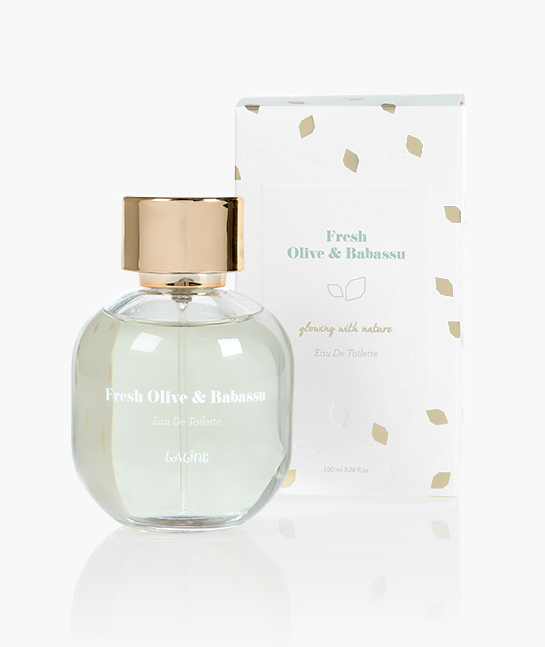 Fresh
Olive & Babassu
glowing with nature
Eau De Toilette
100 ml 3.38 fl.oz
Fresh Olive & Babassu
Eau De Toilette
LALINE